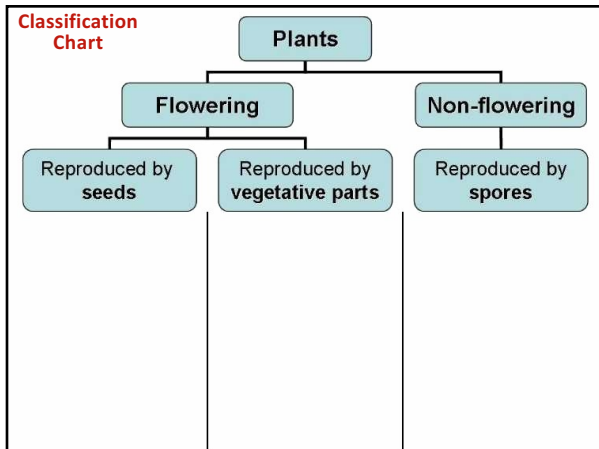 Classification
Chart
Plants
Flowering
Non-flowering
Reproduced by
seeds
Reproduced by
vegetative parts
Reproduced by
spores